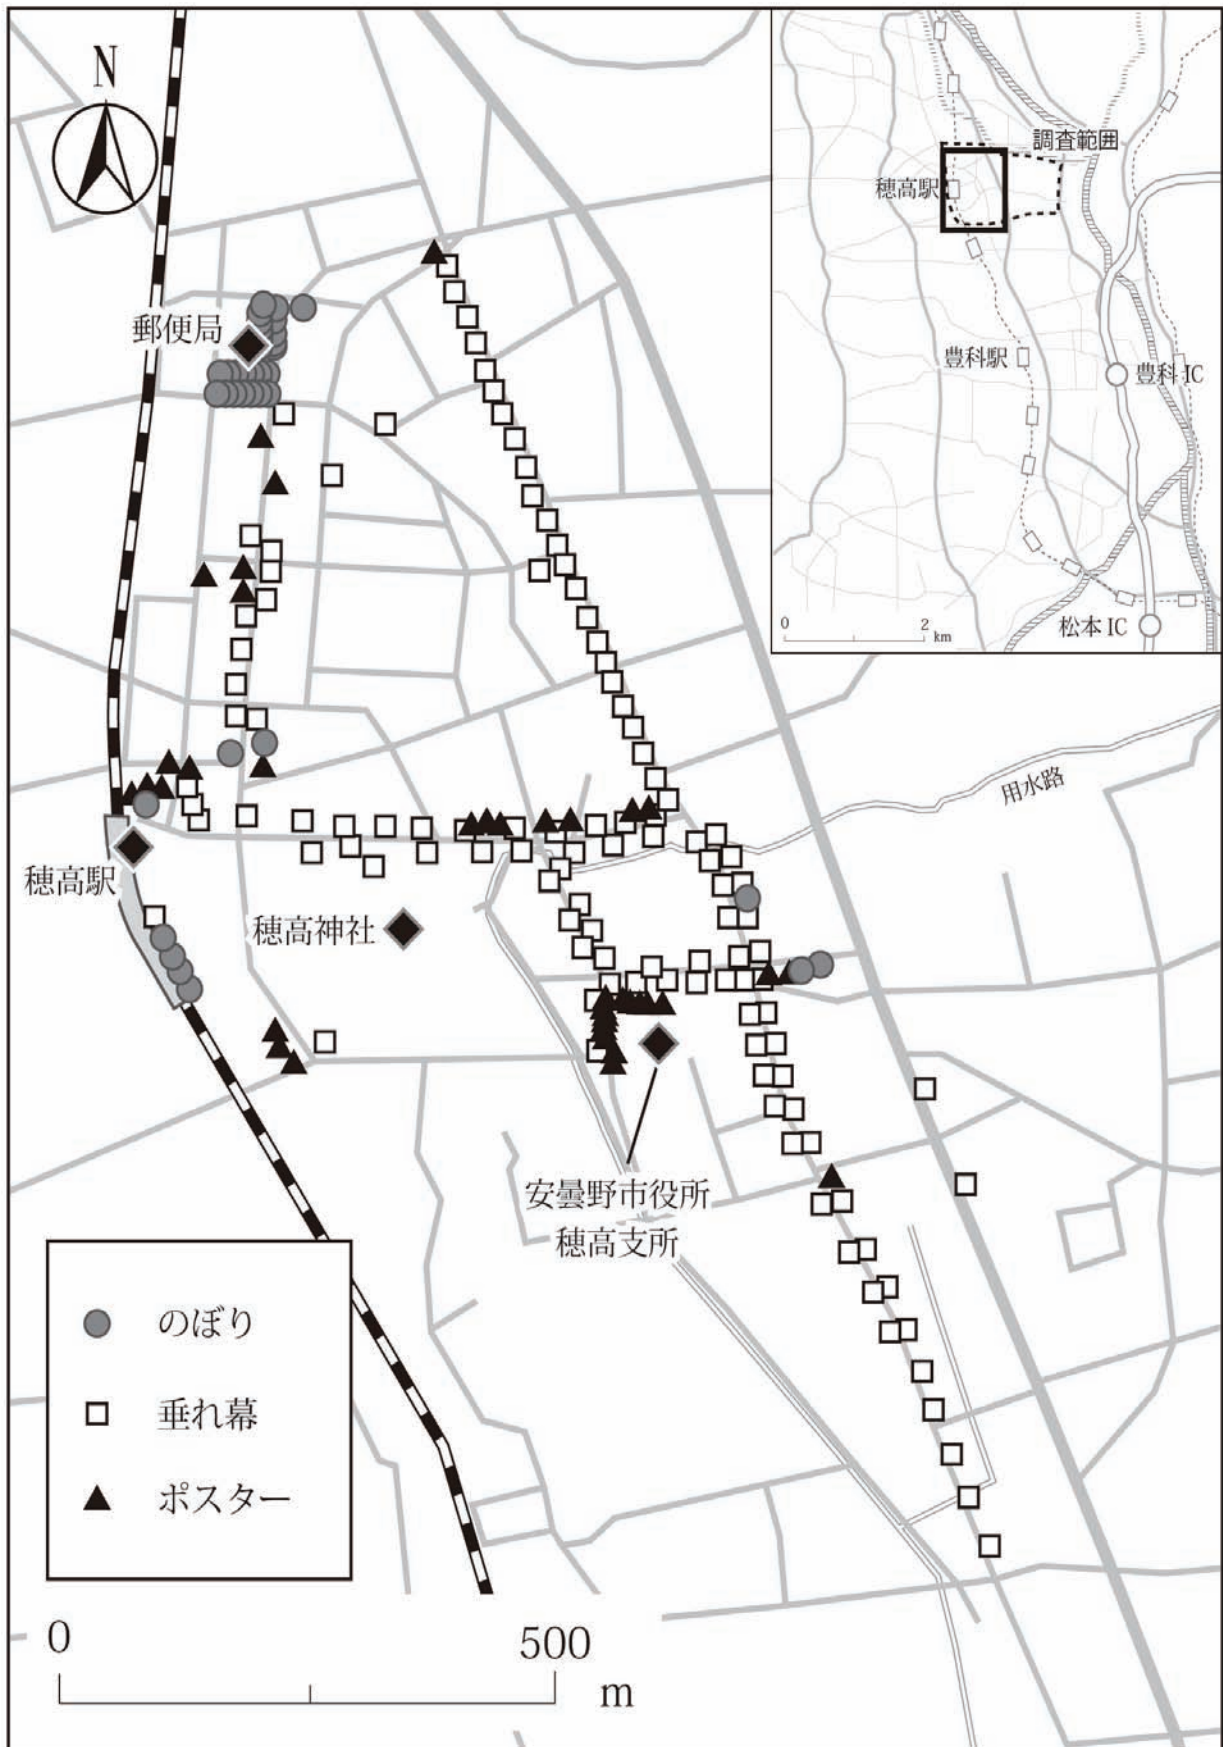 N
調査範囲
穂高駅
郵便局
豊科駅
豊科 IC
0
2
km
松本 IC
用水路
穂高駅
穂高神社
安曇野市役所
穂高支所
のぼり
垂れ幕
ポスター
0
500
m